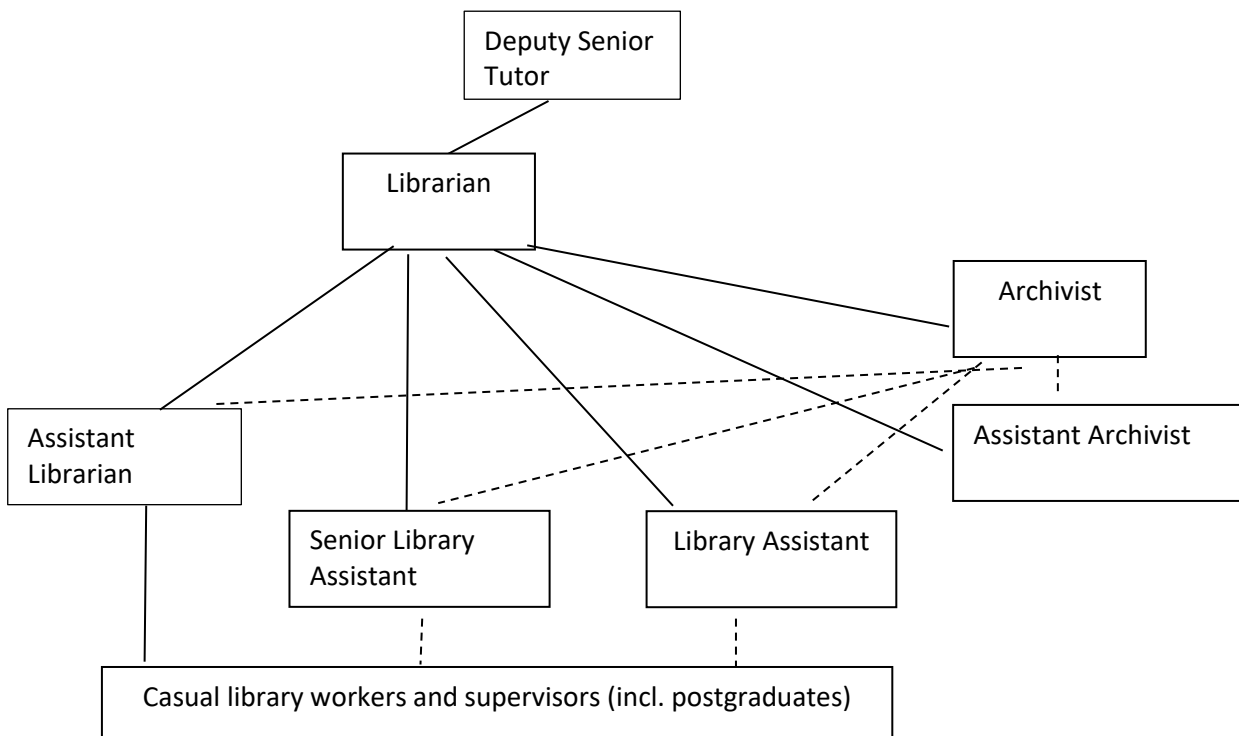 Deputy Senior
Tutor
Librarian
Archivist
Assistant
Librarian
Assistant Archivist
Senior Library
Assistant
Library Assistant
Casual library workers and supervisors (incl. postgraduates)